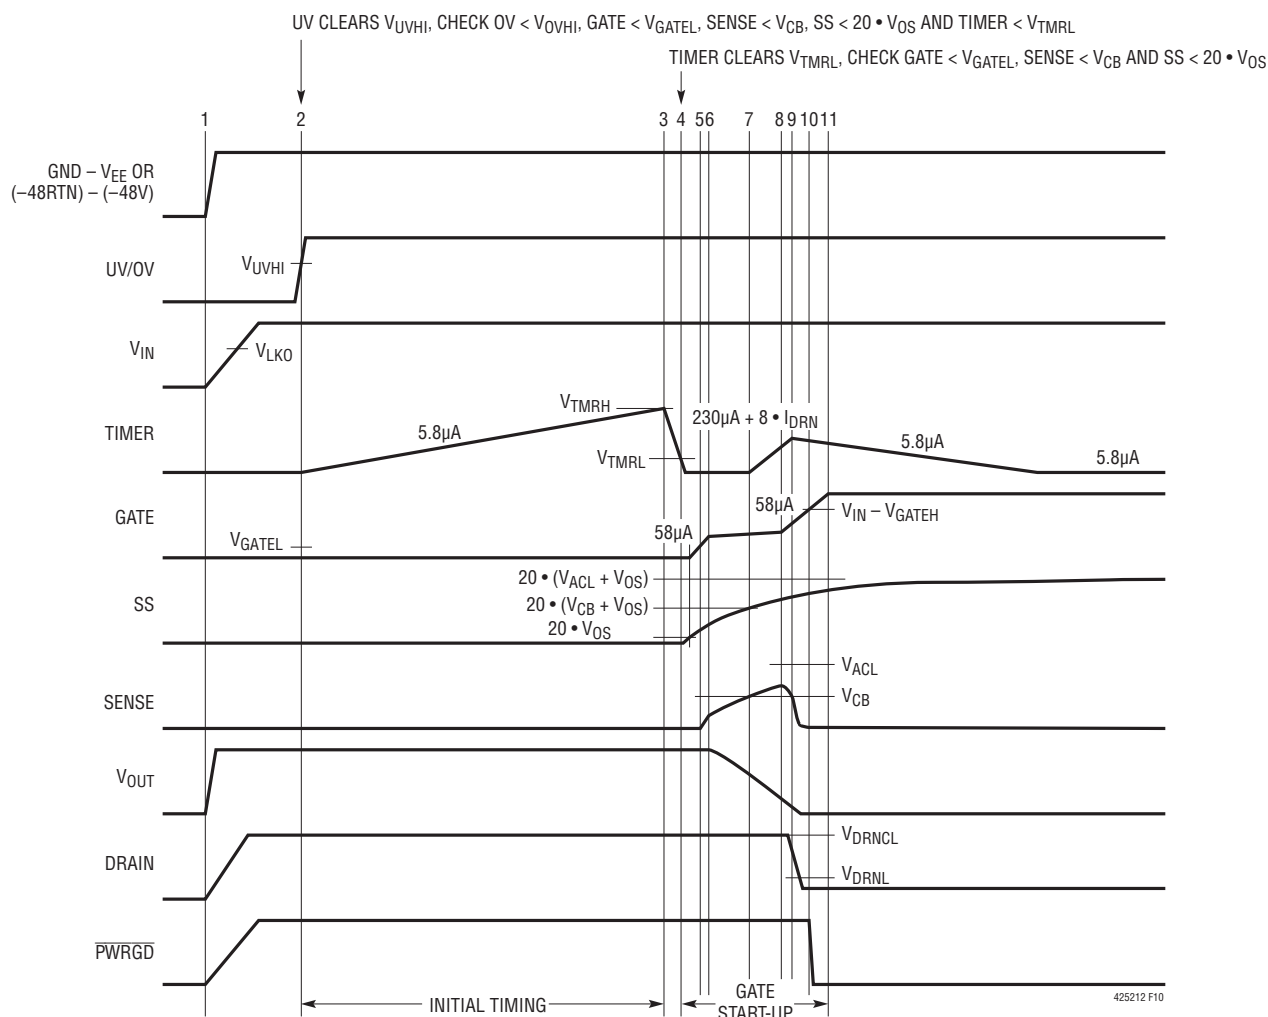 UV CLEARS VUVHI, CHECK OV < VOVHI, GATE < VGATEL, SENSE < VCB, SS < 20 • VOS AND TIMER < VTMRL
TIMER CLEARS VTMRL, CHECK GATE < VGATEL, SENSE < VCB AND SS < 20 • VOS
1 2 3 4 5 6 7 8 9 10 11
GND – VEE OR
(–48RTN) – (–48V)
UV/OV
VUVHI
VIN
VLKO
TIMER
5.8µA
VTMRH
VTMRL
230µA + 8 • IDRN
5.8µA
5.8µA
GATE
VGATEL
58µA
58µA
VIN – VGATEH
SS
20 • (VACL + VOS)
20 • (VCB + VOS)
20 • VOS
SENSE
VACL
VCB
VOUT
DRAIN
VDRNCL
VDRNL
PWRGD
INITIAL TIMING
GATE
START-UP
425212 F10